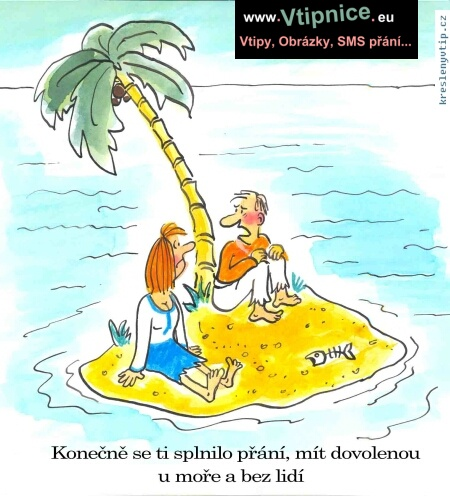 www.Vtipnice.eu
Vtipy, Obrázky, SMS přání...
kreslenyvtip.cz
Konečně se ti splnilo přání, mít dovolenou
u moře a bez lidí